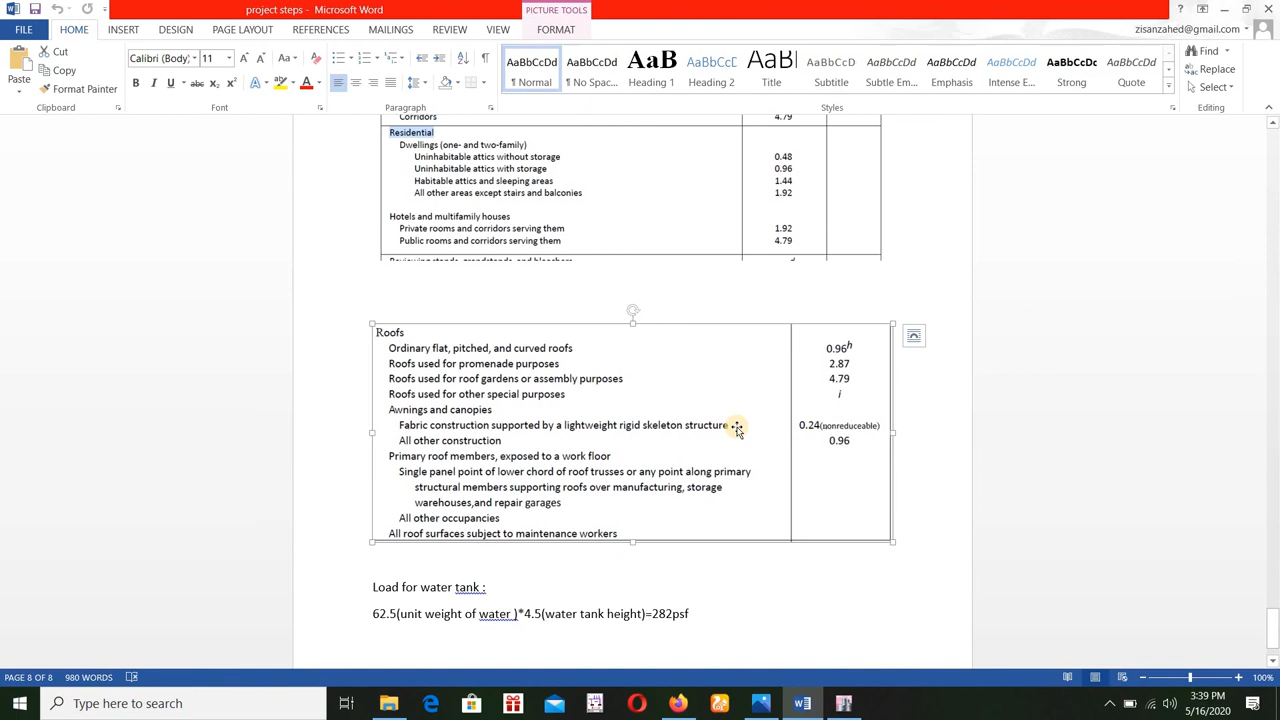 project steps - Microsoft Word
PICTURE TOOLS
FILE HOME INSERT DESIGN PAGE LAYOUT REFERENCES MAILINGS REVIEW VIEW FORMAT
zisanzahed@gmail.com
Paste
Cut
Copy
Format Painter
Clipboard
Calibri (Body) 11
Font
Paragraph
AaBbCcDd AaBbCcDd AaB AaBbCcD AaB AaBbCcD AaBbCcDd AaBbCcDd AaBbCcDd AaBbCcDd AaBbCcDd
¶ Normal ¶ No Spac... Heading 1 Heading 2 Title Subtitle Subtle Em... Emphasis Intense E... Strong Quote
Styles
Find
Replace
Select
Editing
Corridors 4.79
Residential
Dwellings (one- and two-family)
Uninhabitable attics without storage 0.48
Uninhabitable attics with storage 0.96
Habitable attics and sleeping areas 1.44
All other areas except stairs and balconies 1.92
Hotels and multifamily houses
Private rooms and corridors serving them 1.92
Public rooms and corridors serving them 4.79
Reviewing stands, grandstands, and bleachers d
Roofs
Ordinary flat, pitched, and curved roofs 0.96h
Roofs used for promenade purposes 2.87
Roofs used for roof gardens or assembly purposes 4.79
Roofs used for other special purposes i
Awnings and canopies
Fabric construction supported by a lightweight rigid skeleton structure 0.24(nonreduceable)
All other construction 0.96
Primary roof members, exposed to a work floor
Single panel point of lower chord of roof trusses or any point along primary
structural members supporting roofs over manufacturing, storage
warehouses,and repair garages
All other occupancies
All roof surfaces subject to maintenance workers
Load for water tank :
62.5(unit weight of water )*4.5(water tank height)=282psf
PAGE 8 OF 8 980 WORDS 100%
Type here to search
3:39 PM
5/16/2020